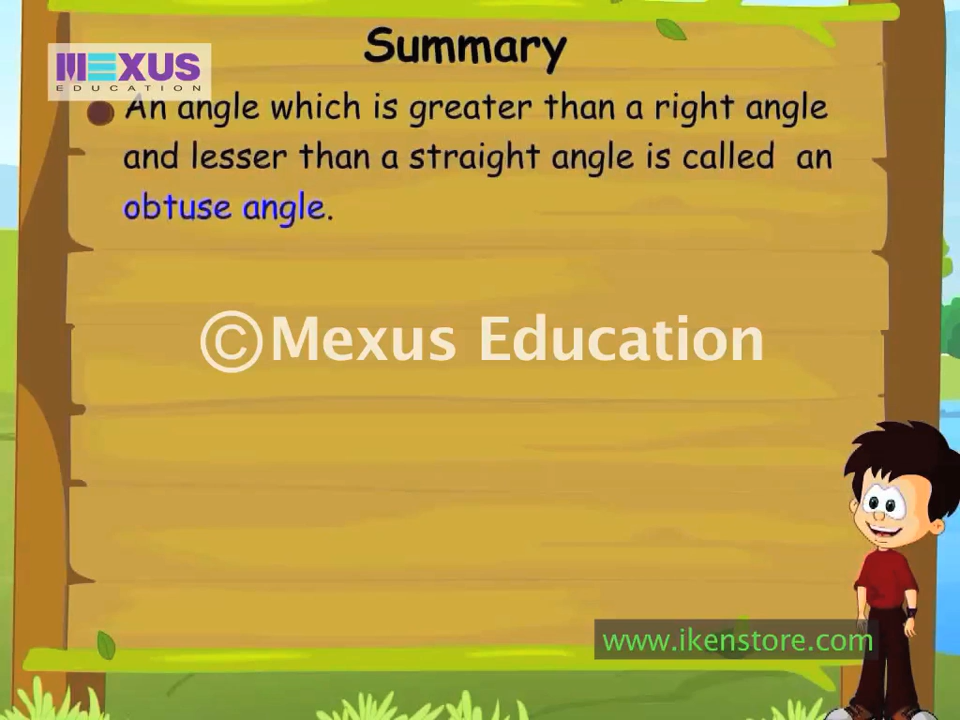 Summary
MEXUS
EDUCATION
An angle which is greater than a right angle
and lesser than a straight angle is called an
obtuse angle.
©Mexus Education
www.ikenstore.com